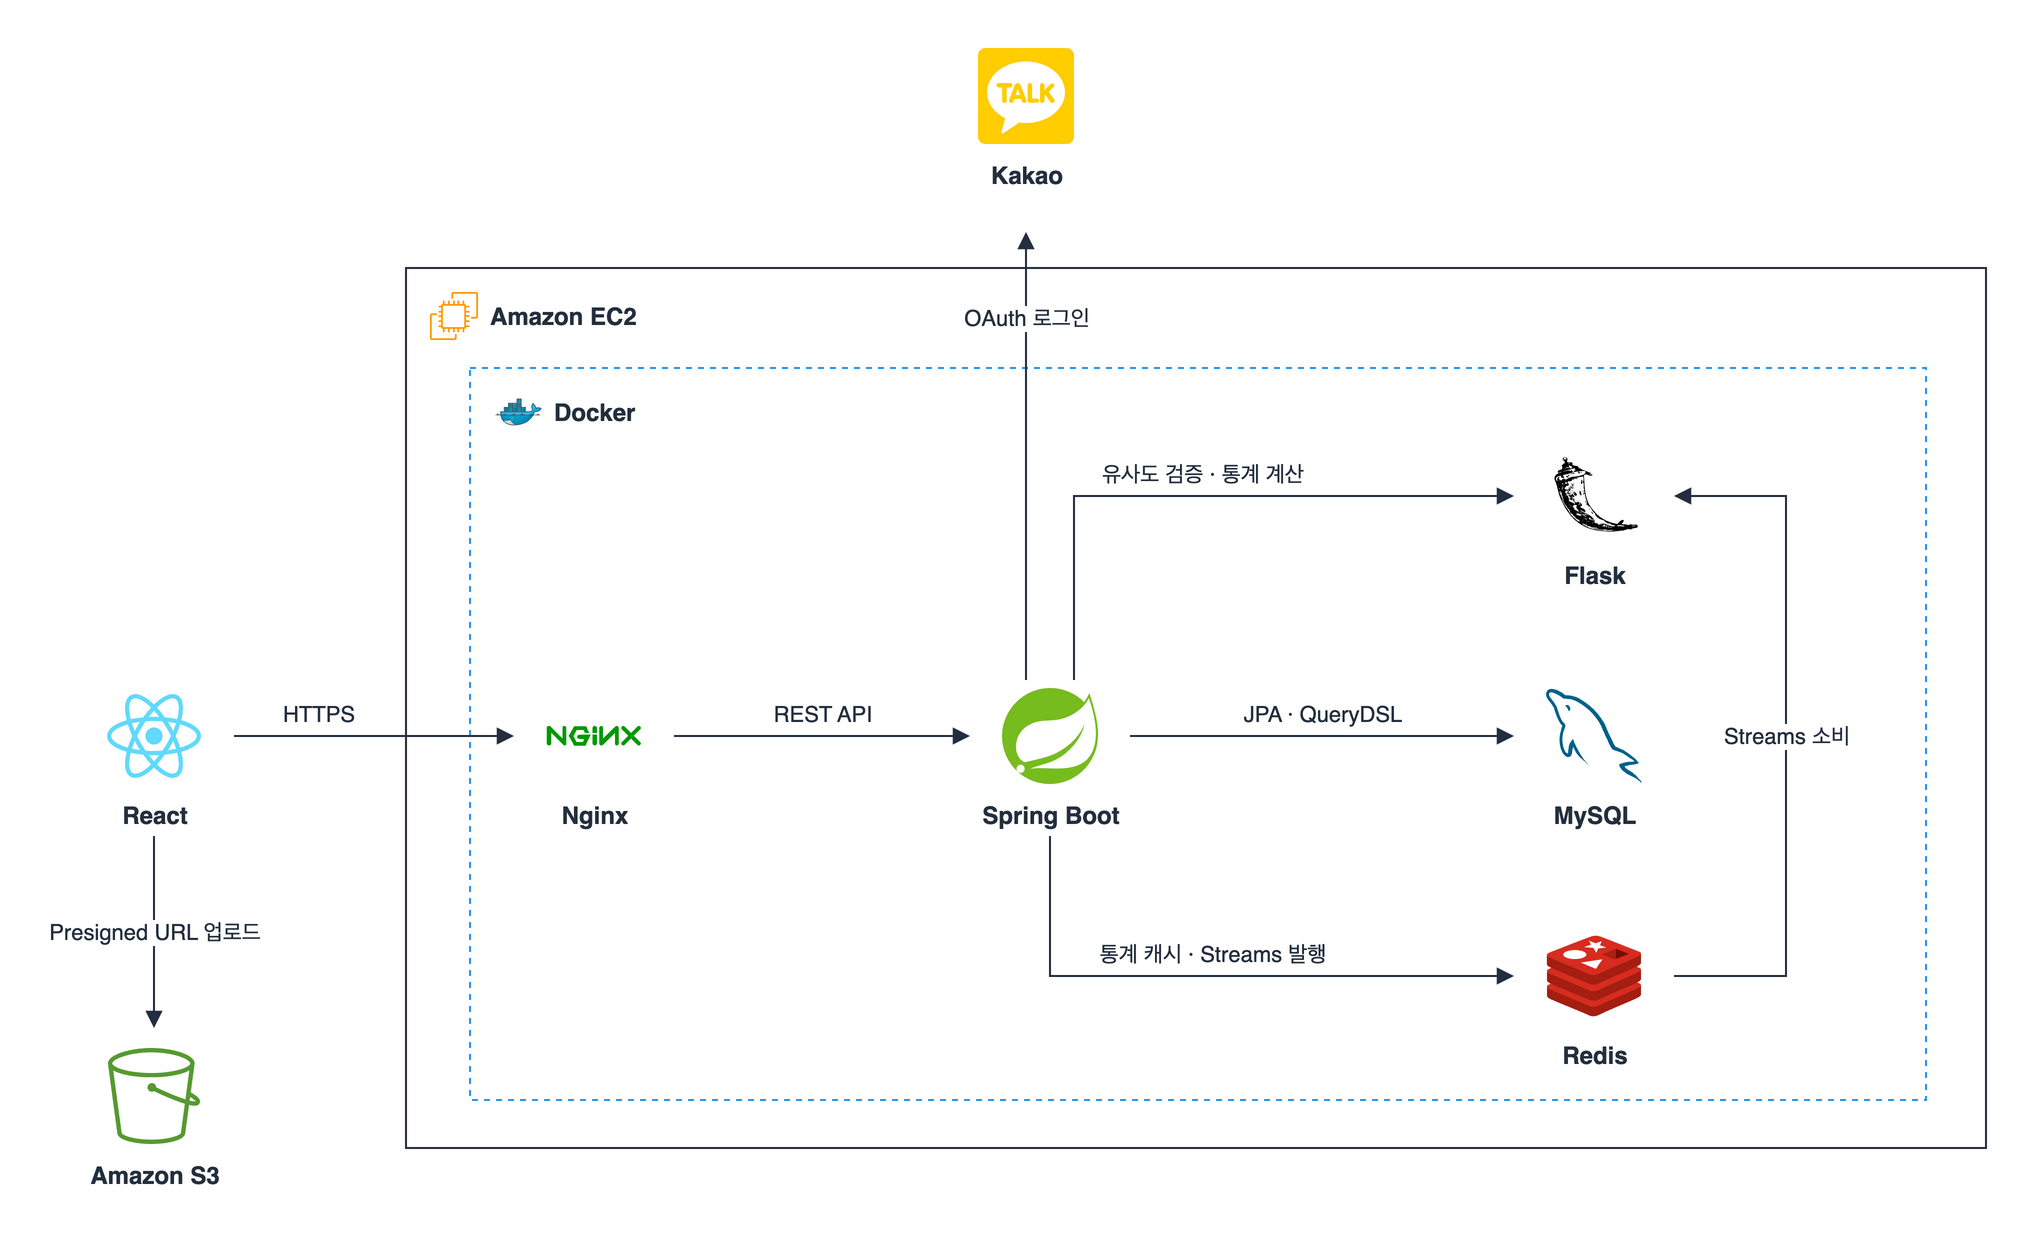 TALK
Kakao
Amazon EC2
OAuth 로그인
Docker
유사도 검증 · 통계 계산
Flask
HTTPS
REST API
JPA · QueryDSL
Streams 소비
NGINX
React
Nginx
Spring Boot
MySQL
Presigned URL 업로드
통계 캐시 · Streams 발행
Redis
Amazon S3